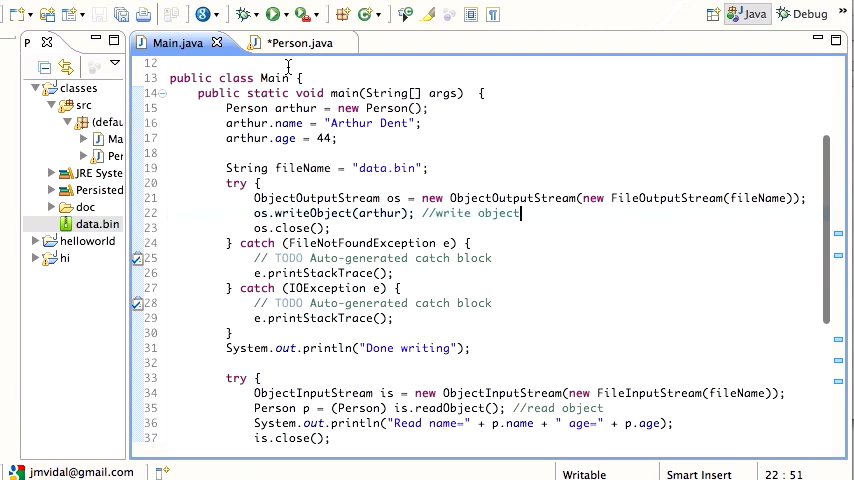 Java
Debug
P
Main.java
*Person.java
classes
src
(defau
Ma
Per
JRE Syste
Persisted
doc
data.bin
helloworld
hi
12
13 public class Main {
14 public static void main(String[] args)  {
15 Person arthur = new Person();
16 arthur.name = "Arthur Dent";
17 arthur.age = 44;
18
19 String fileName = "data.bin";
20 try {
21 ObjectOutputStream os = new ObjectOutputStream(new FileOutputStream(fileName));
22 os.writeObject(arthur); //write object
23 os.close();
24 } catch (FileNotFoundException e) {
25 // TODO Auto-generated catch block
26 e.printStackTrace();
27 } catch (IOException e) {
28 // TODO Auto-generated catch block
29 e.printStackTrace();
30 }
31 System.out.println("Done writing");
32
33 try {
34 ObjectInputStream is = new ObjectInputStream(new FileInputStream(fileName));
35 Person p = (Person) is.readObject(); //read object
36 System.out.println("Read name=" + p.name + " age=" + p.age);
37 is.close();
jmvidal@gmail.com
Writable
Smart Insert
22 : 51